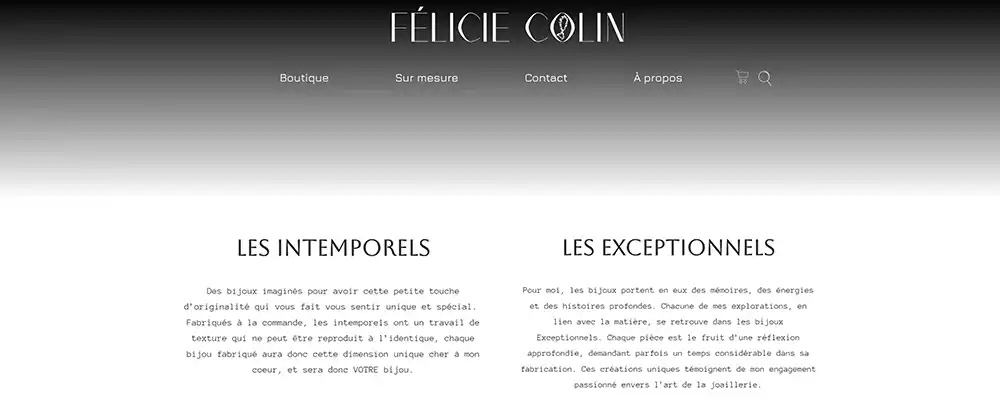 FÉLICIE COLIN
Boutique Sur mesure Contact À propos
LES INTEMPORELS
Des bijoux imaginés pour avoir cette petite touche
d'originalité qui vous fait vous sentir unique et spécial.
Fabriqués à la commande, les intemporels ont un travail de
texture qui ne peut être reproduit à l'identique, chaque
bijou fabriqué aura donc cette dimension unique cher à mon
coeur, et sera donc VOTRE bijou.
LES EXCEPTIONNELS
Pour moi, les bijoux portent en eux des mémoires, des énergies
et des histoires profondes. Chacune de mes explorations, en
lien avec la matière, se retrouve dans les bijoux
Exceptionnels. Chaque pièce est le fruit d'une réflexion
approfondie, demandant parfois un temps considérable dans sa
fabrication. Ces créations uniques témoignent de mon engagement
passionné envers l'art de la joaillerie.